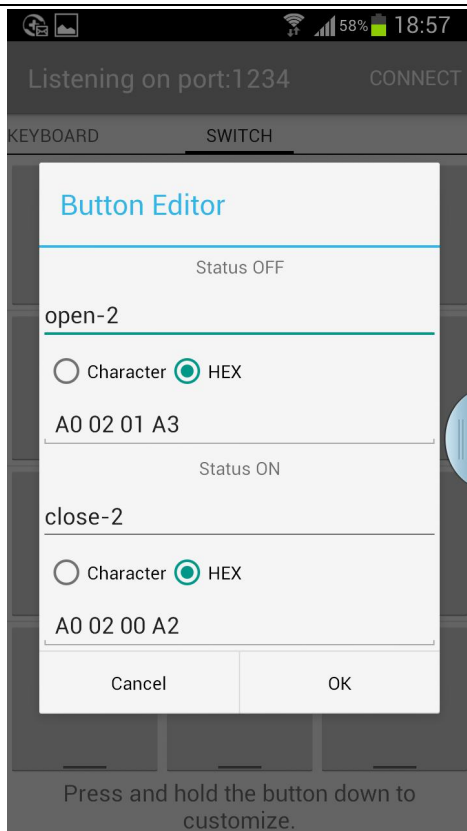 58% 18:57
Listening on port:1234 CONNECT
KEYBOARD SWITCH
Button Editor
Status OFF
open-2
Character HEX
A0 02 01 A3
Status ON
close-2
Character HEX
A0 02 00 A2
Cancel OK
Press and hold the button down to
customize.